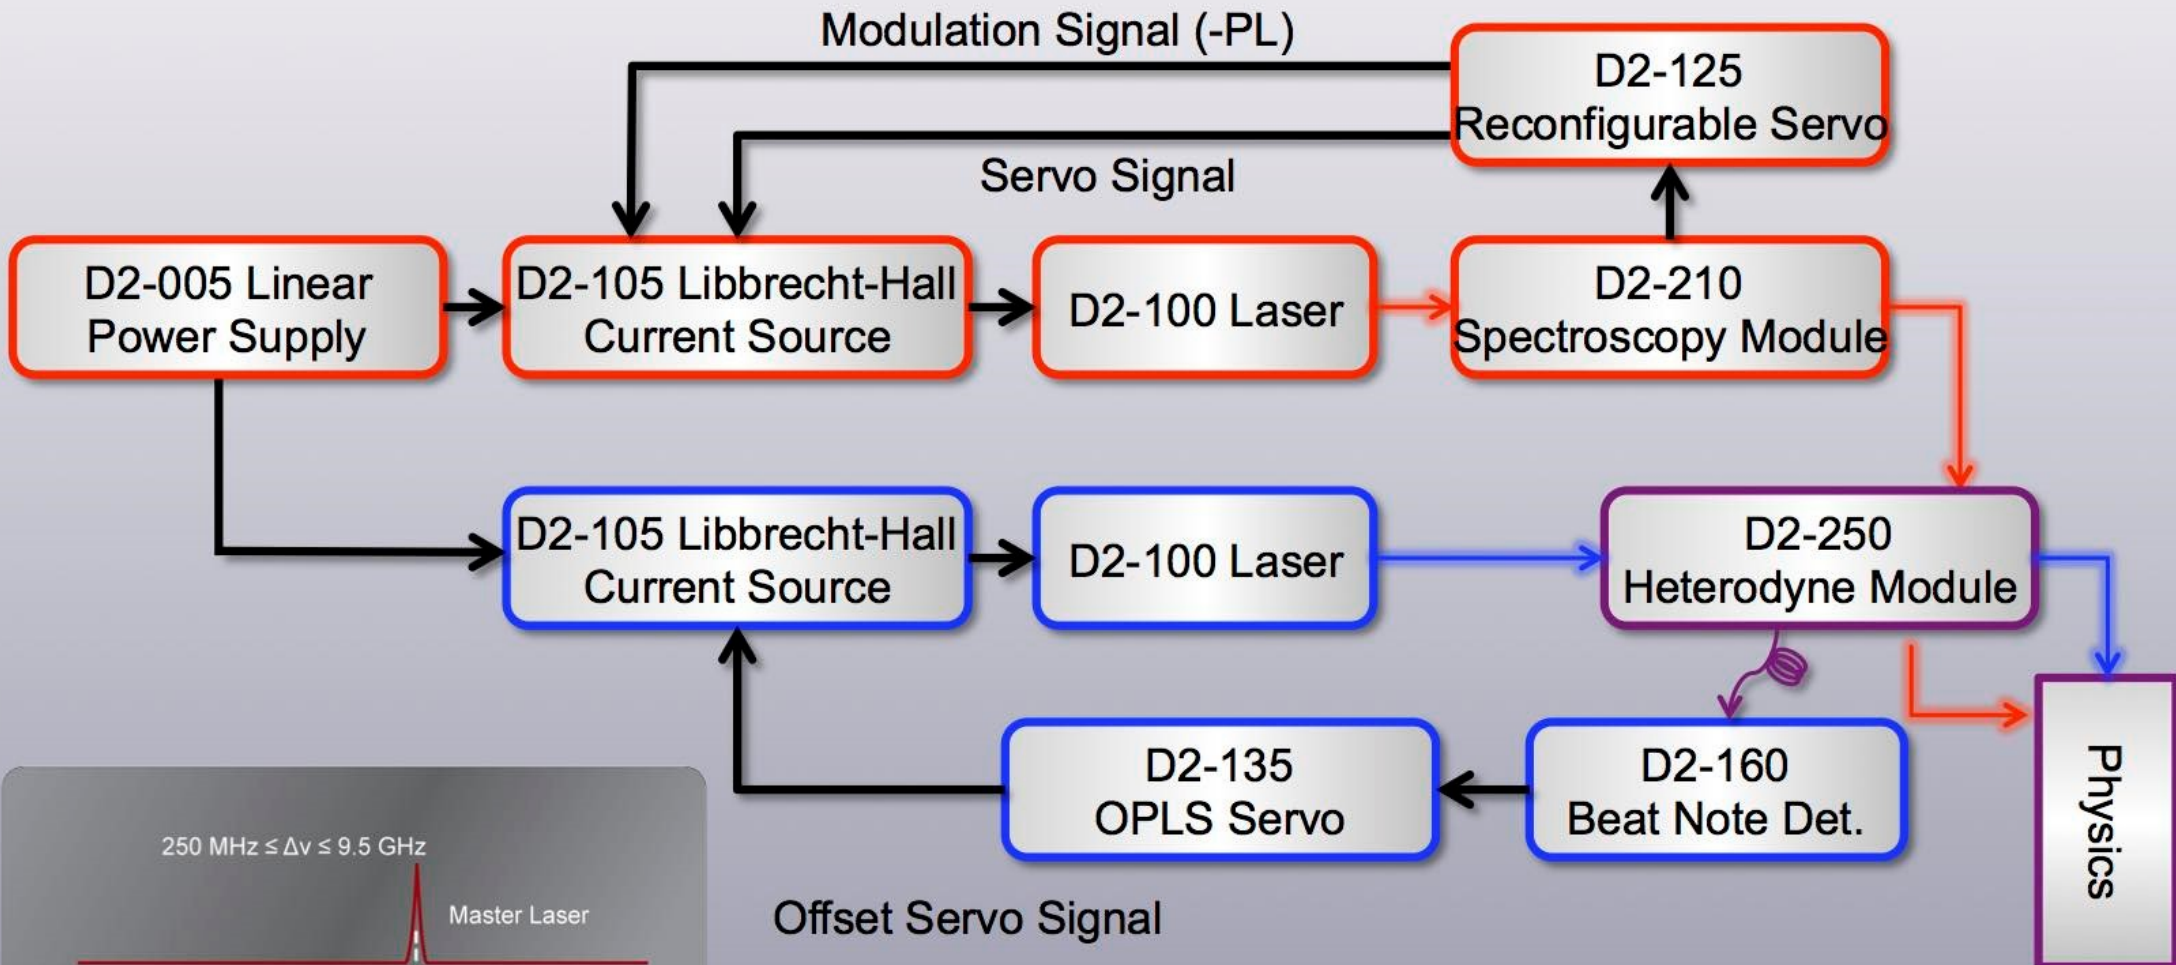 Modulation Signal (-PL)
D2-125
Reconfigurable Servo
Servo Signal
D2-005 Linear
Power Supply
D2-105 Libbrecht-Hall
Current Source
D2-100 Laser
D2-210
Spectroscopy Module
D2-105 Libbrecht-Hall
Current Source
D2-100 Laser
D2-250
Heterodyne Module
D2-135
OPLS Servo
D2-160
Beat Note Det.
Physics
250 MHz ≤ Δv ≤ 9.5 GHz
Master Laser
Offset Servo Signal